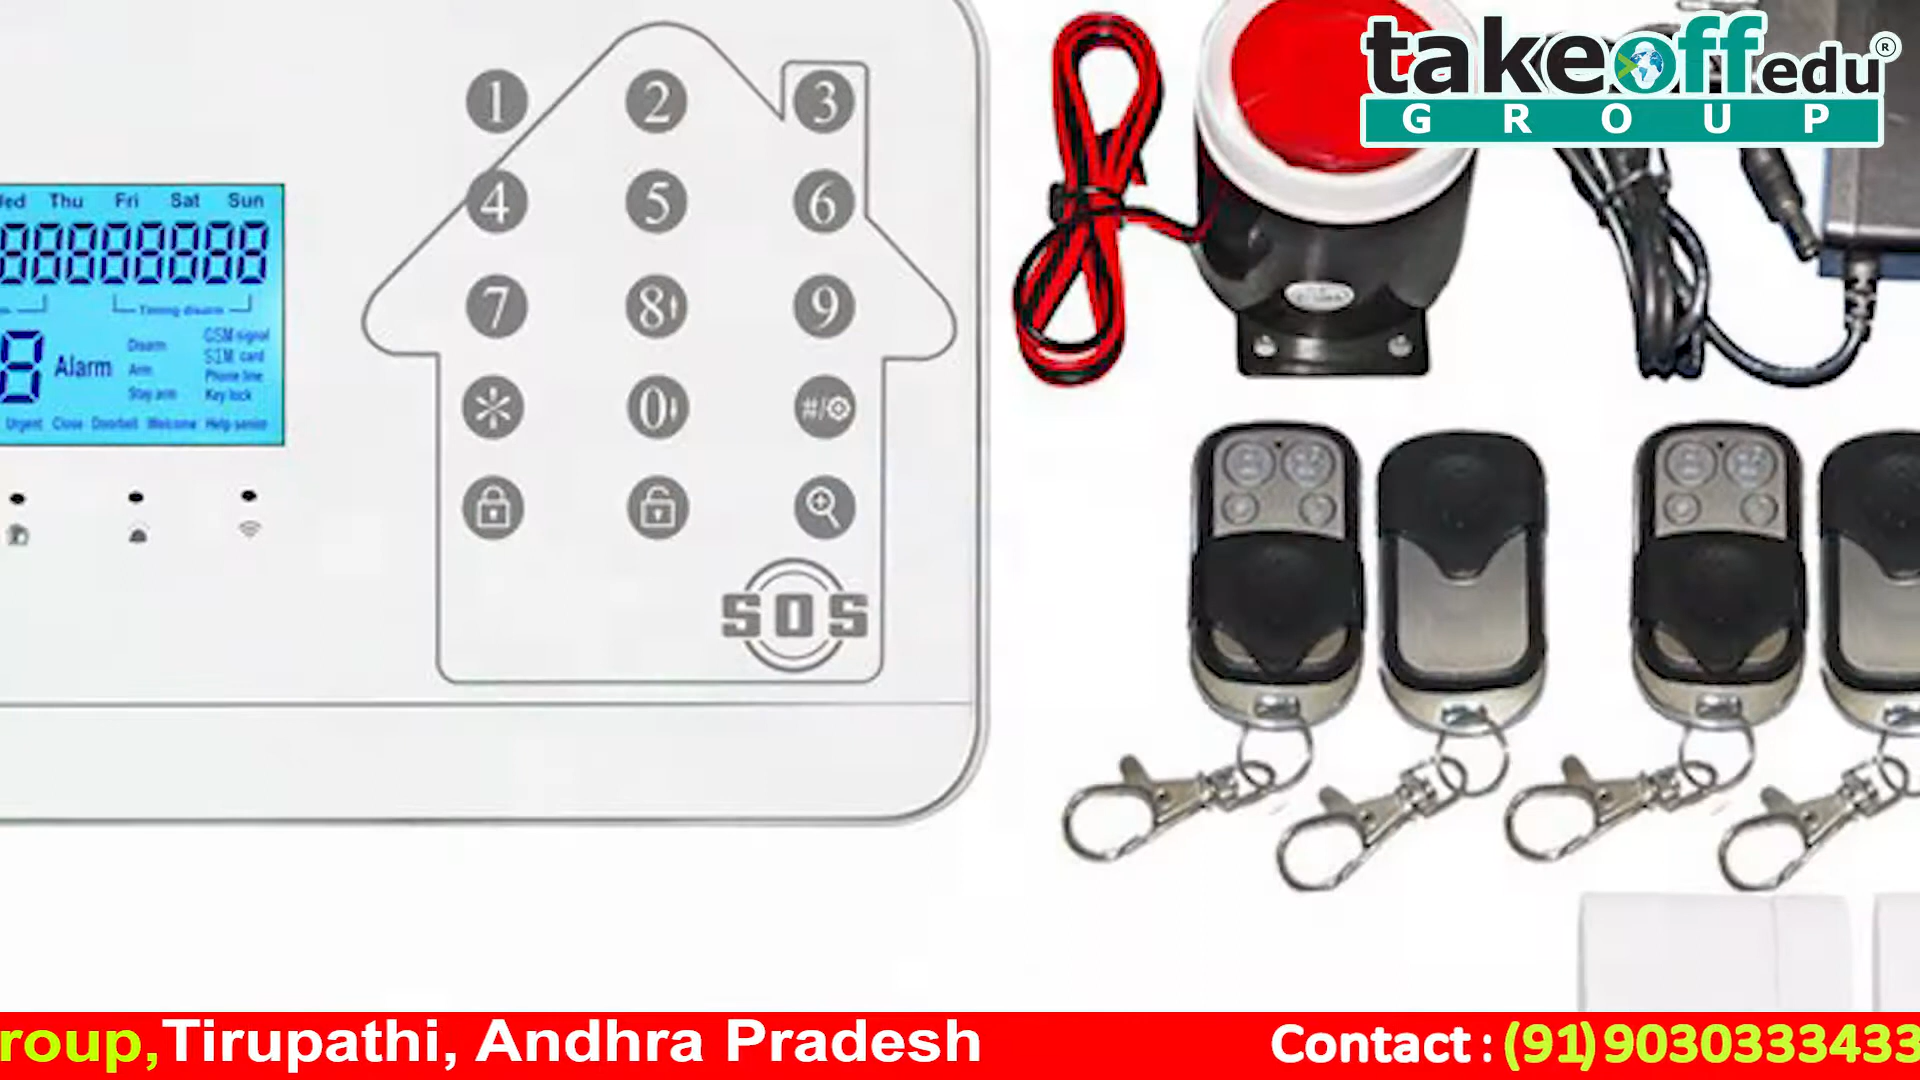 takeoffedu®
GROUP
1 2 3
4 5 6
7 8 9
* 0 #/
SOS
Wed Thu Fri Sat Sun
88888888
Timing disarm
8 Alarm
Disarm
Arm
Stay arm
GSM signal
SIM card
Phone line
Key lock
Urgent Close Doorbell Welcome Help senior
roup, Tirupathi, Andhra Pradesh
Contact : (91)9030333433